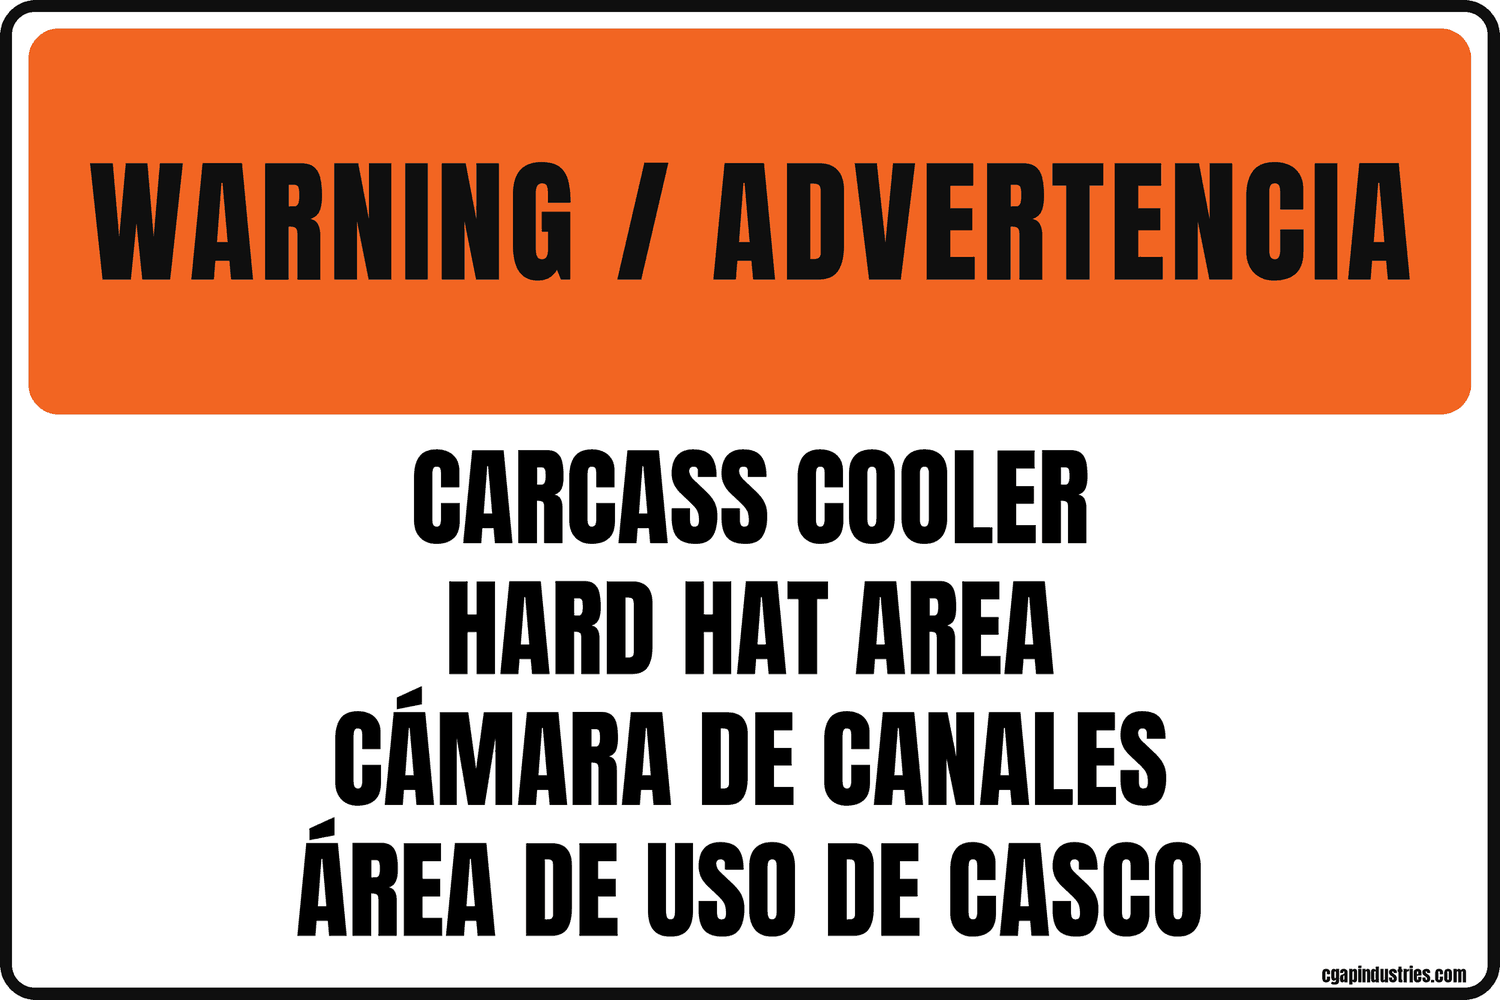 WARNING / ADVERTENCIA
CARCASS COOLER
HARD HAT AREA
CÁMARA DE CANALES
ÁREA DE USO DE CASCO
cgapindustries.com